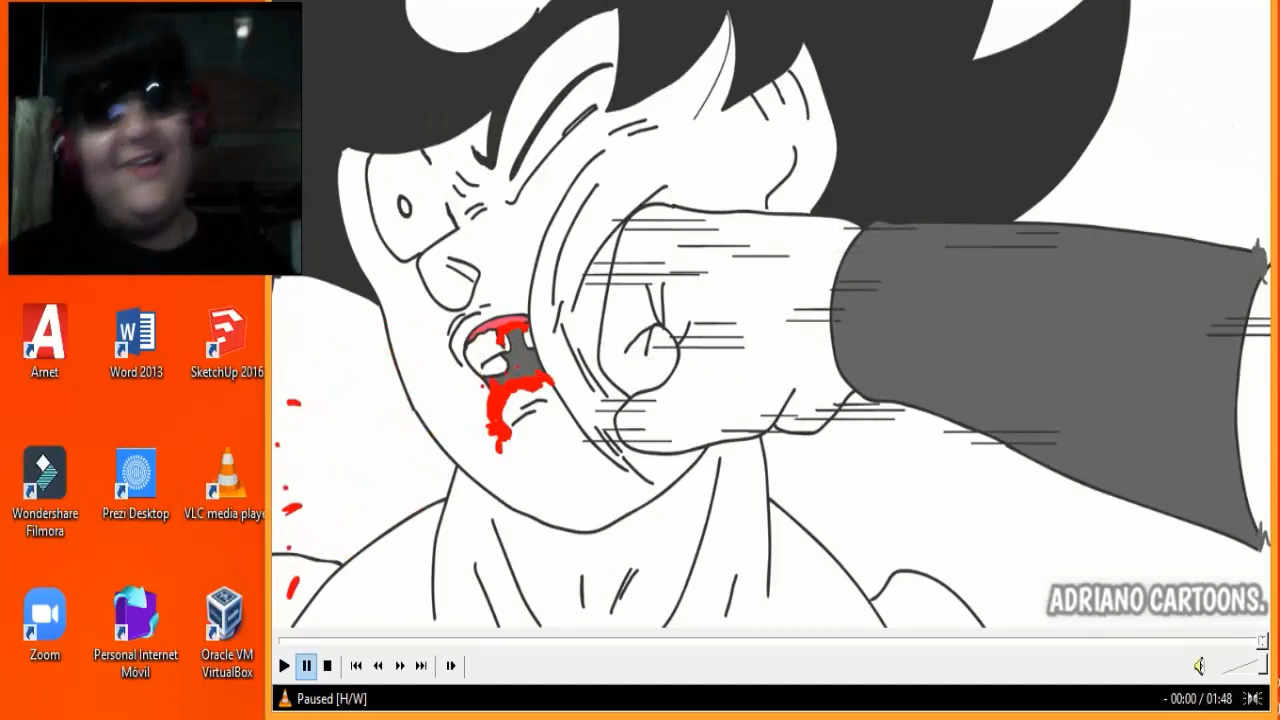 Arnet
Word 2013
SketchUp 2016
Wondershare
Filmora
Prezi Desktop
VLC media playe
Zoom
Personal Internet
Móvil
Oracle VM
VirtualBox
ADRIANO CARTOONS.
Paused [H/W]
- 00:00 / 01:48